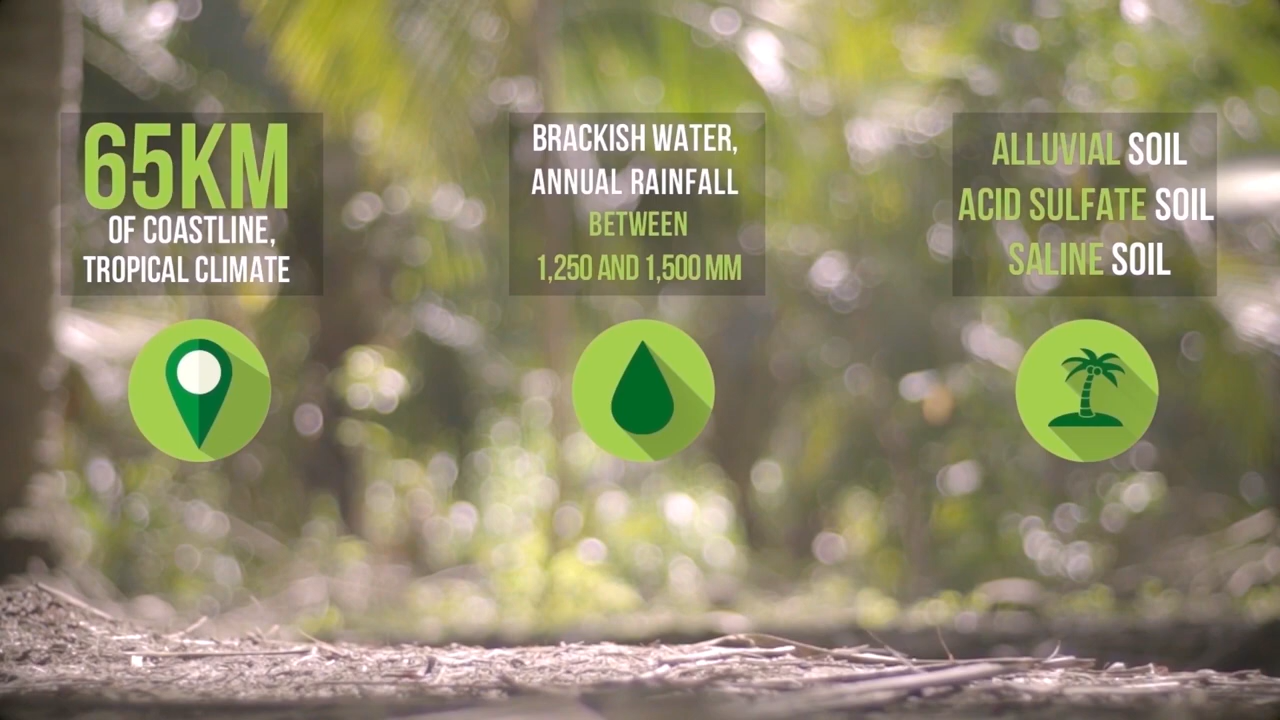 65KM
OF COASTLINE,
TROPICAL CLIMATE
BRACKISH WATER,
ANNUAL RAINFALL
BETWEEN
1,250 AND 1,500 MM
ALLUVIAL SOIL
ACID SULFATE SOIL
SALINE SOIL